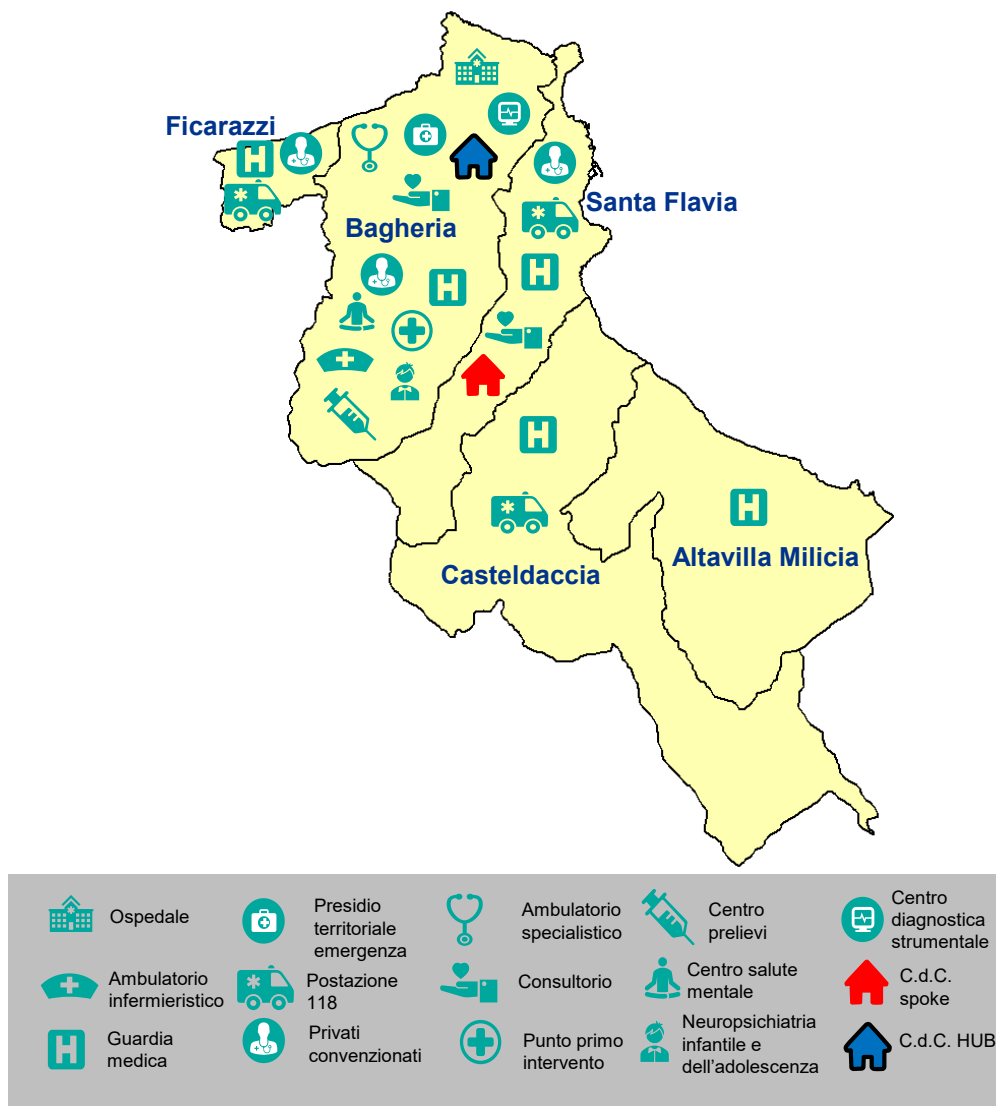 Ficarazzi
Santa Flavia
Bagheria
Casteldaccia
Altavilla Milicia
Ospedale
Presidio
territoriale
emergenza
Ambulatorio
specialistico
Centro
prelievi
Centro
diagnostica
strumentale
Ambulatorio
infermieristico
Postazione
118
Consultorio
Centro salute
mentale
C.d.C.
spoke
Guardia
medica
Privati
convenzionati
Punto primo
intervento
Neuropsichiatria
infantile e
dell'adolescenza
C.d.C. HUB